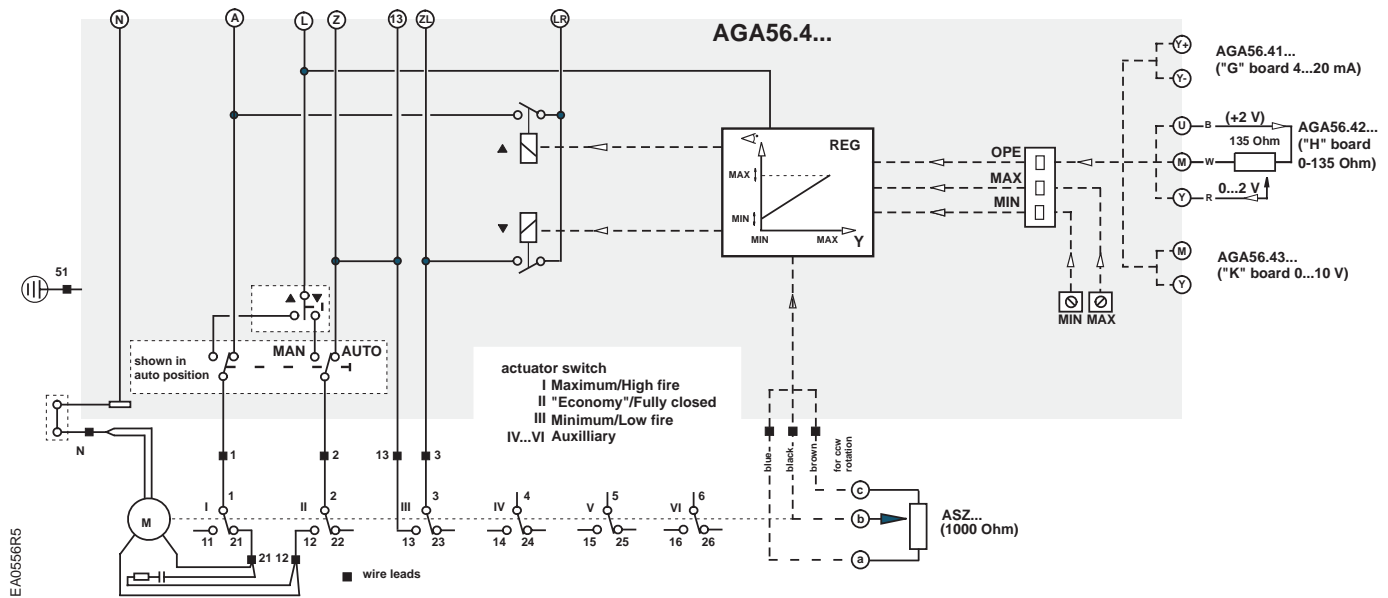 N A L Z 13 ZL LR
AGA56.4...
Y+
Y-
AGA56.41...
("G" board 4...20 mA)
U B (+2 V)
135 Ohm
M W
Y R 0...2 V
AGA56.42...
("H" board
0-135 Ohm)
M
Y
AGA56.43...
("K" board 0...10 V)
REG
MAX
MIN
MIN MAX Y
OPE
MAX
MIN
MIN MAX
51
shown in
auto position
MAN AUTO
actuator switch
I Maximum/High fire
II "Economy"/Fully closed
III Minimum/Low fire
IV...VI Auxilliary
blue
black
brown
for ccw
rotation
N
1 2 13 3
I 1 II 2 III 3 IV 4 V 5 VI 6
11 21 12 22 13 23 14 24 15 25 16 26
M
21 12
wire leads
c
b
a
ASZ...
(1000 Ohm)
EA0556R5